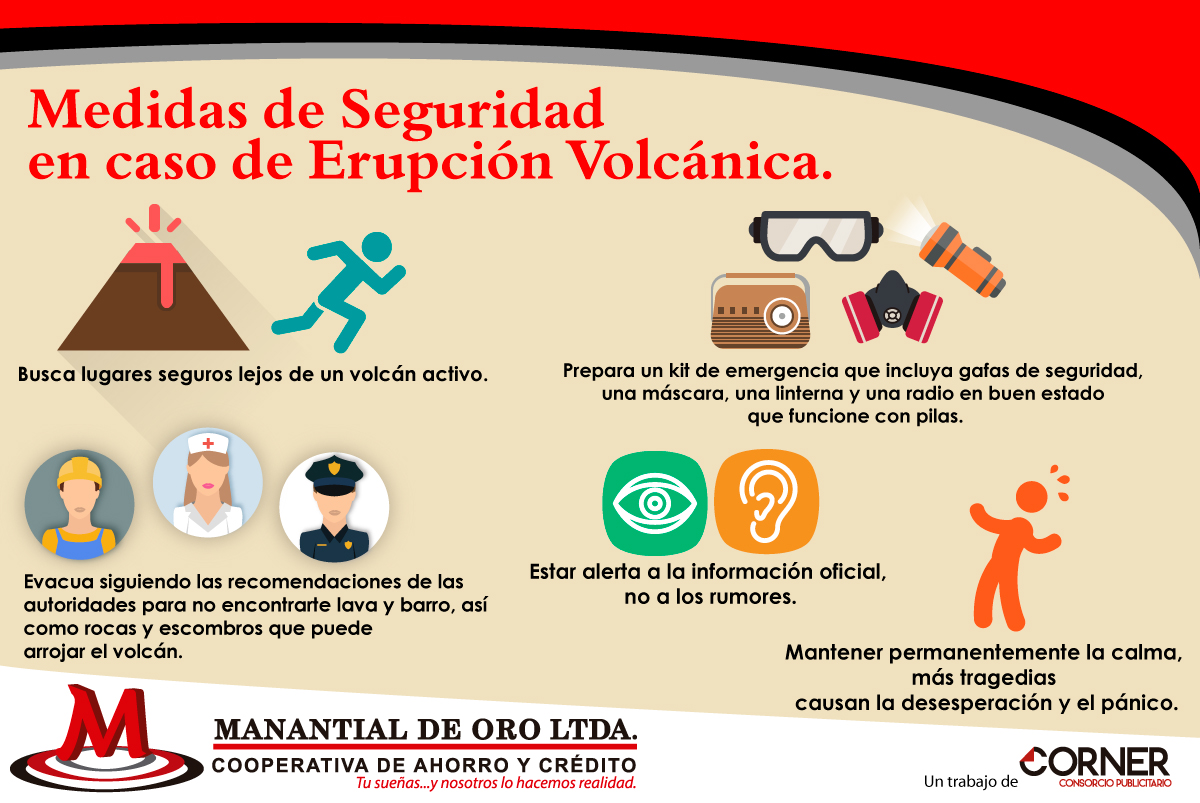 Medidas de Seguridad
en caso de Erupción Volcánica.
Busca lugares seguros lejos de un volcán activo.
Prepara un kit de emergencia que incluya gafas de seguridad,
una máscara, una linterna y una radio en buen estado
que funcione con pilas.
Evacua siguiendo las recomendaciones de las
autoridades para no encontrarte lava y barro, así
como rocas y escombros que puede
arrojar el volcán.
Estar alerta a la información oficial,
no a los rumores.
Mantener permanentemente la calma,
más tragedias
causan la desesperación y el pánico.
M
MANANTIAL DE ORO LTDA.
COOPERATIVA DE AHORRO Y CRÉDITO
Tu sueñas...y nosotros lo hacemos realidad.
Un trabajo de CORNER
CONSORCIO PUBLICITARIO